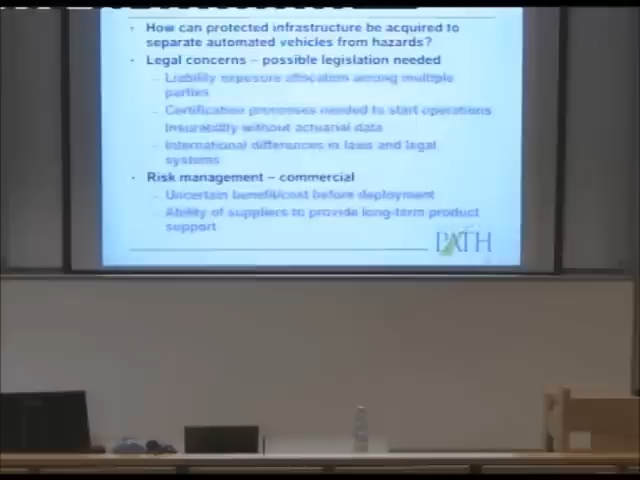 · How can protected infrastructure be acquired to
separate automated vehicles from hazards?
· Legal concerns – possible legislation needed
– Liability exposure allocation among multiple
parties
– Certification processes needed to start operations
Insurability without actuarial data
– International differences in laws and legal
systems
· Risk management – commercial
– Uncertain benefit/cost before deployment
– Ability of suppliers to provide long-term product
support
PATH